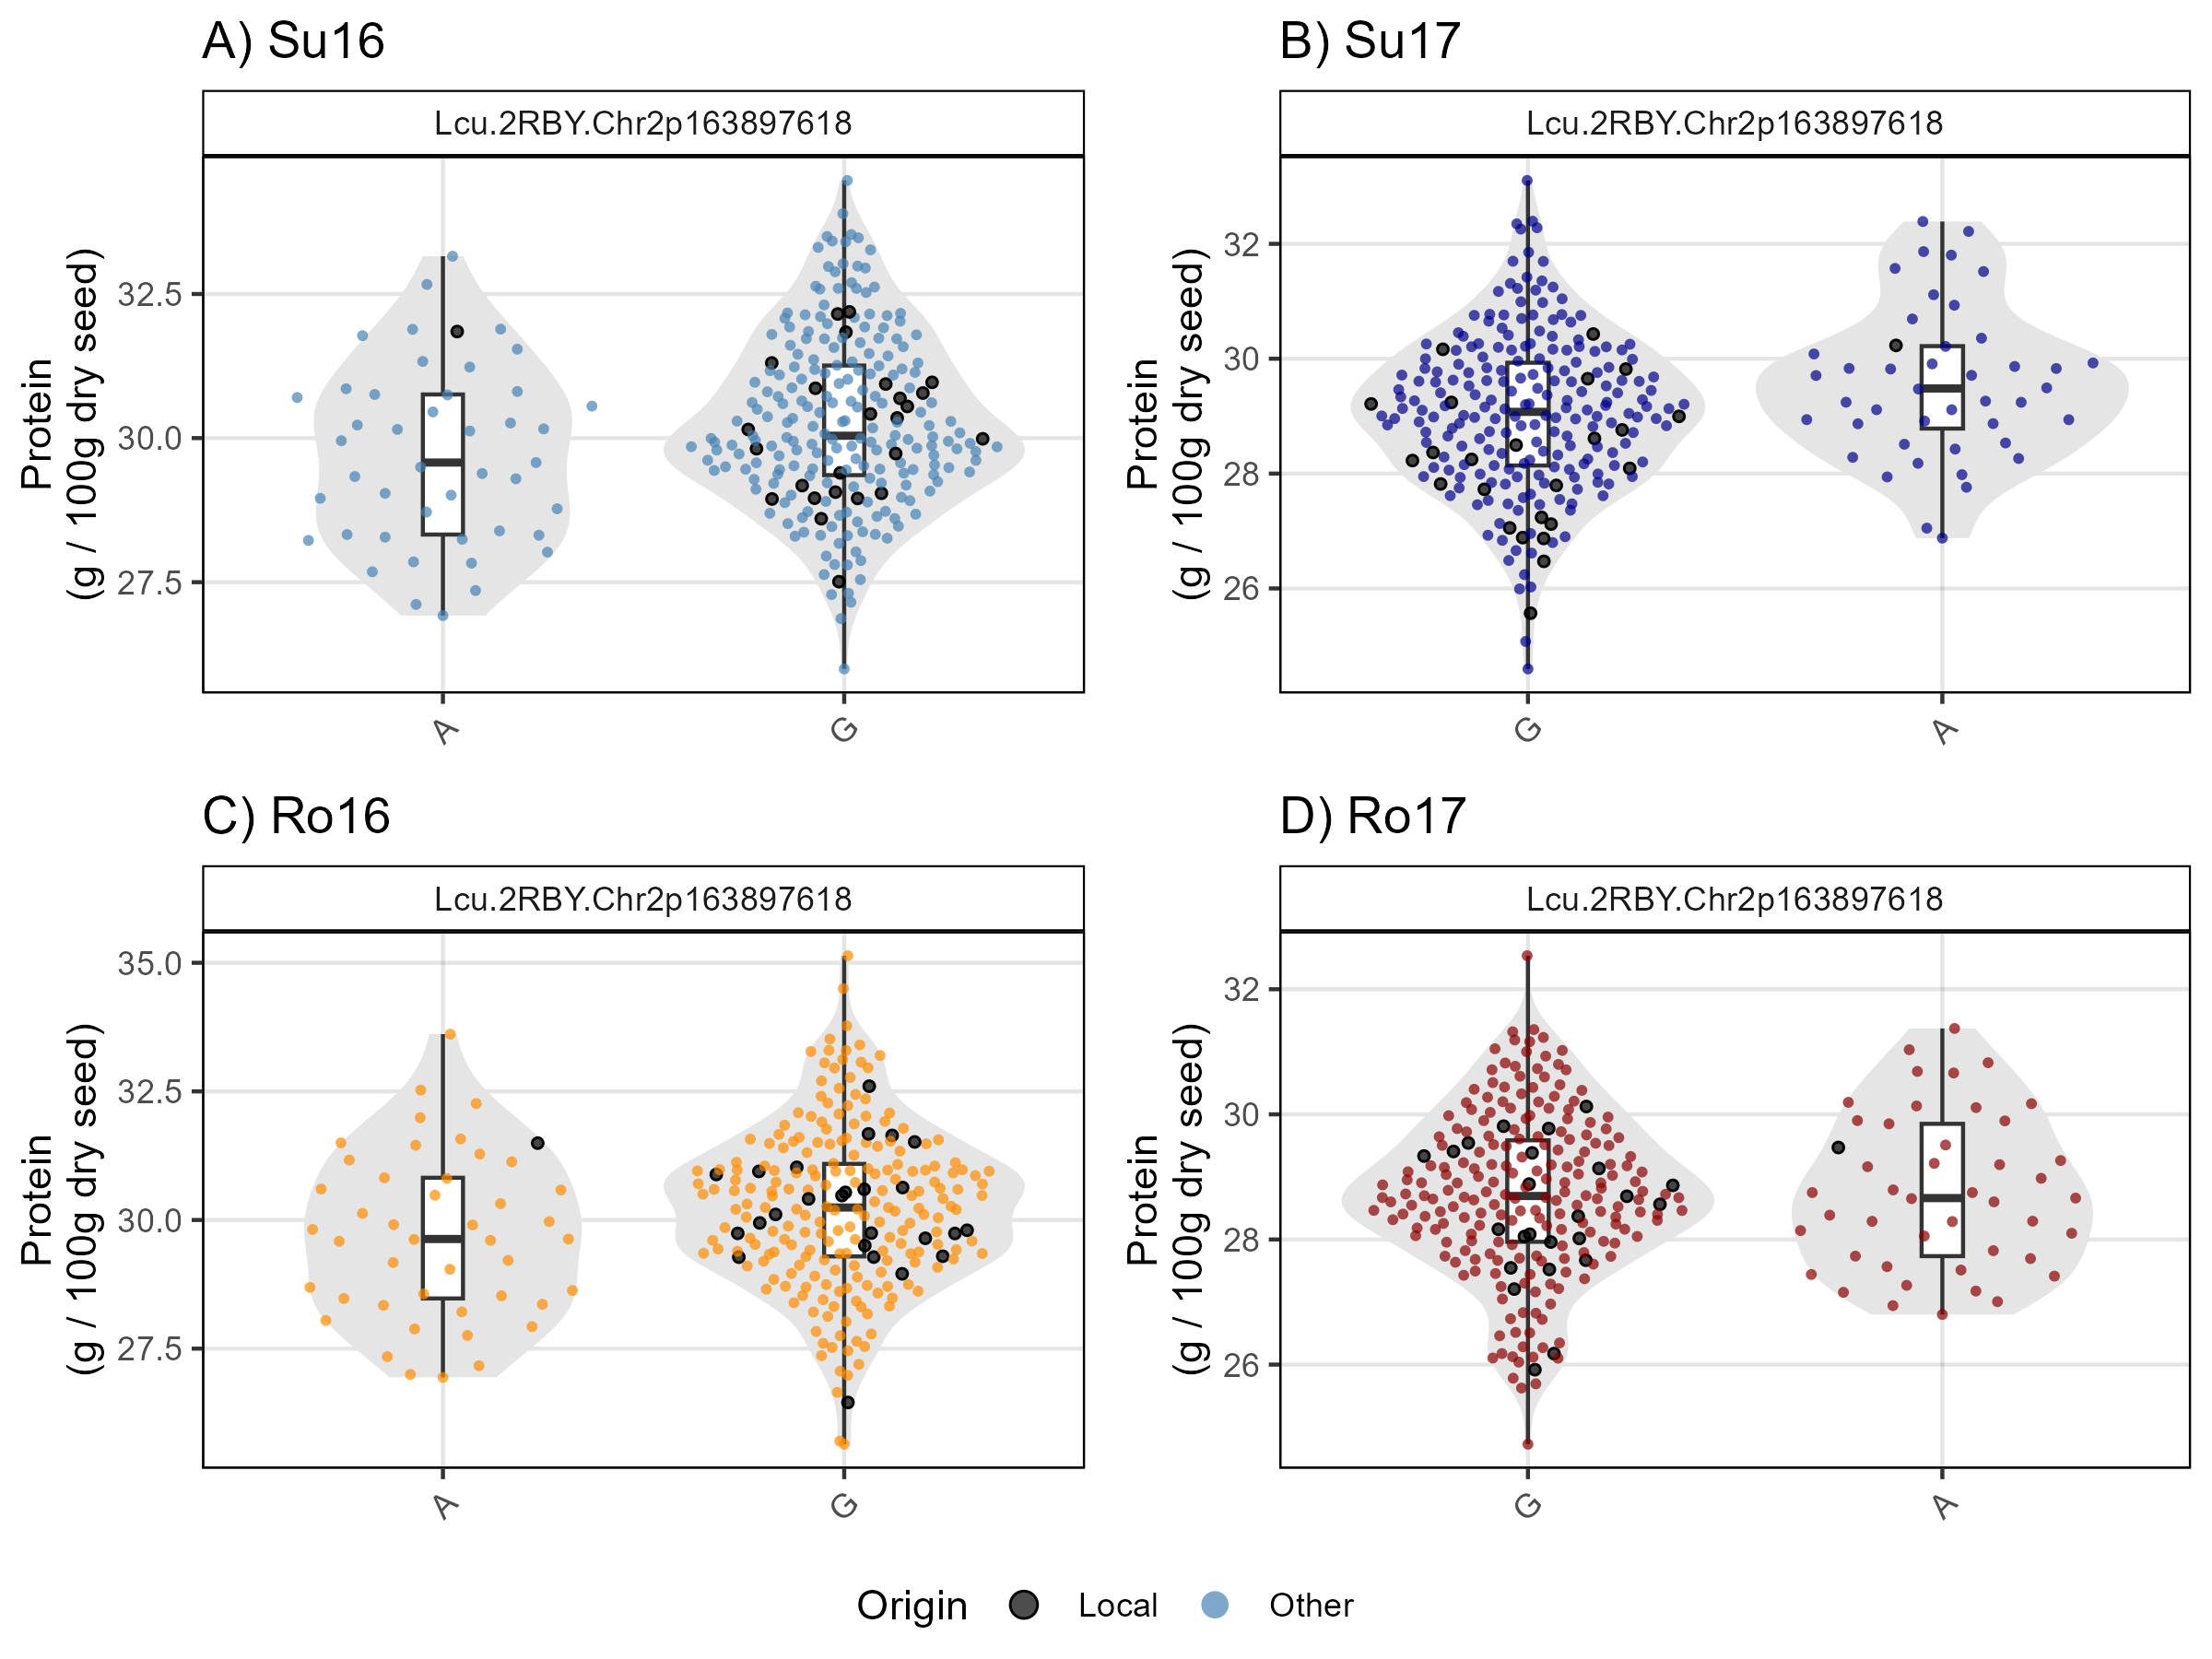 A) Su16
Lcu.2RBY.Chr2p163897618
Protein
(g / 100g dry seed)
32.5
30.0
27.5
A
G
B) Su17
Lcu.2RBY.Chr2p163897618
Protein
(g / 100g dry seed)
32
30
28
26
G
A
C) Ro16
Lcu.2RBY.Chr2p163897618
Protein
(g / 100g dry seed)
35.0
32.5
30.0
27.5
A
G
D) Ro17
Lcu.2RBY.Chr2p163897618
Protein
(g / 100g dry seed)
32
30
28
26
G
A
Origin Local Other